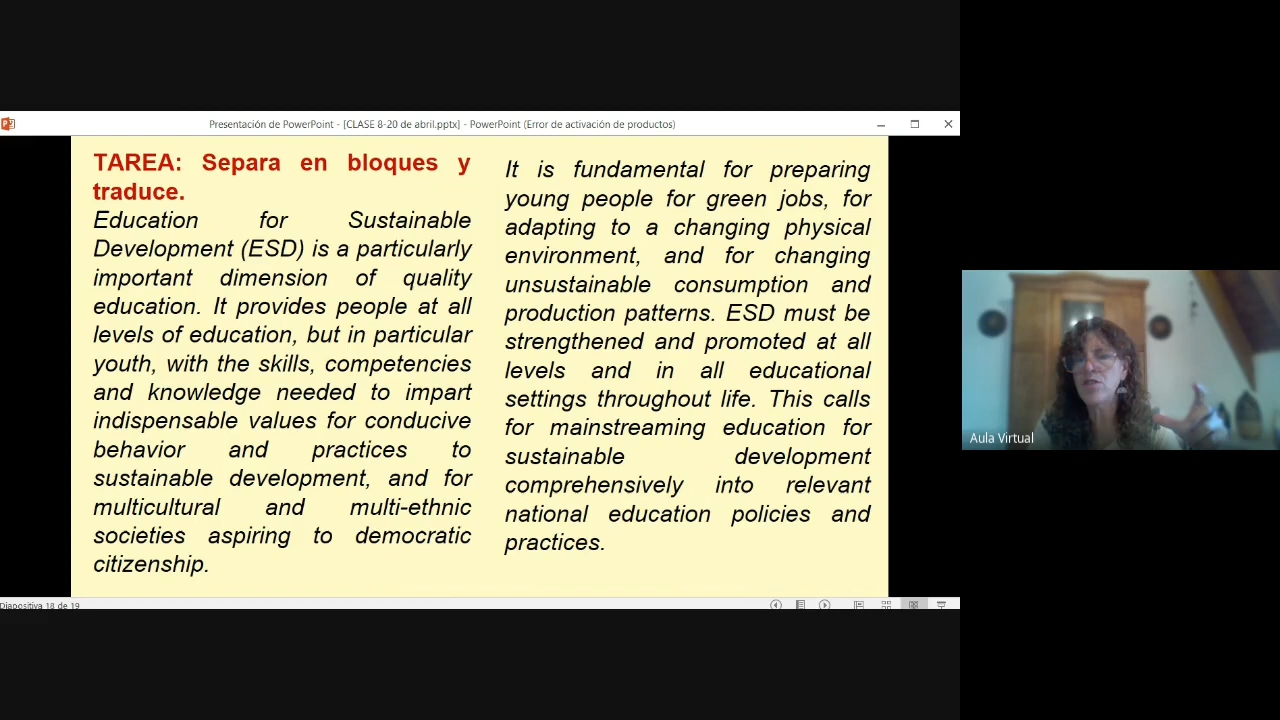 Presentación de PowerPoint - [CLASE 8-20 de abril.pptx] - PowerPoint (Error de activación de productos)
TAREA: Separa en bloques y
traduce.
Education for Sustainable
Development (ESD) is a particularly
important dimension of quality
education. It provides people at all
levels of education, but in particular
youth, with the skills, competencies
and knowledge needed to impart
indispensable values for conducive
behavior and practices to
sustainable development, and for
multicultural and multi-ethnic
societies aspiring to democratic
citizenship.
It is fundamental for preparing
young people for green jobs, for
adapting to a changing physical
environment, and for changing
unsustainable consumption and
production patterns. ESD must be
strengthened and promoted at all
levels and in all educational
settings throughout life. This calls
for mainstreaming education for
sustainable development
comprehensively into relevant
national education policies and
practices.
Diapositiva 18 de 19
Aula Virtual